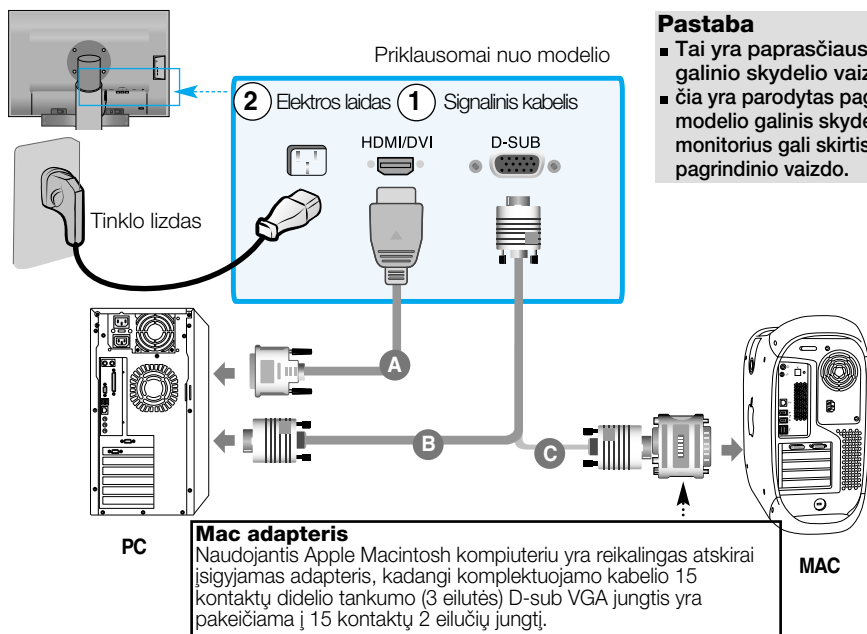 Priklausomai nuo modelio
Pastaba
Tai yra paprasčiaus
galinio skydelio vaiz
čia yra parodytas pag
modelio galinis skyde
monitorius gali skirtis
pagrindinio vaizdo.
2 Elektros laidas 1 Signalinis kabelis
HDMI/DVI D-SUB
Tinklo lizdas
A
B
C
PC
MAC
Mac adapteris
Naudojantis Apple Macintosh kompiuteriu yra reikalingas atskirai
įsigyjamas adapteris, kadangi komplektuojamo kabelio 15
kontaktų didelio tankumo (3 eilutės) D-sub VGA jungtis yra
pakeičiama į 15 kontaktų 2 eilučių jungtį.